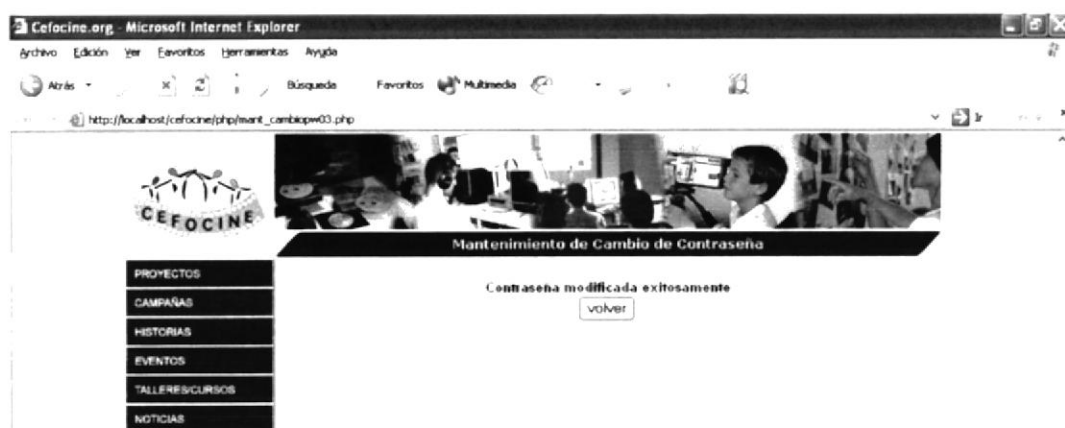 Cefocine.org - Microsoft Internet Explorer
Archivo Edición Ver Favoritos Herramientas Ayuda
Atrás Búsqueda Favoritos Multimedia
http://localhost/cefocine/php/mant_cambiopw03.php Ir
CEFOCINE
Mantenimiento de Cambio de Contraseña
PROYECTOS
Contraseña modificada exitosamente
volver
CAMPAÑAS
HISTORIAS
EVENTOS
TALLERES/CURSOS
NOTICIAS